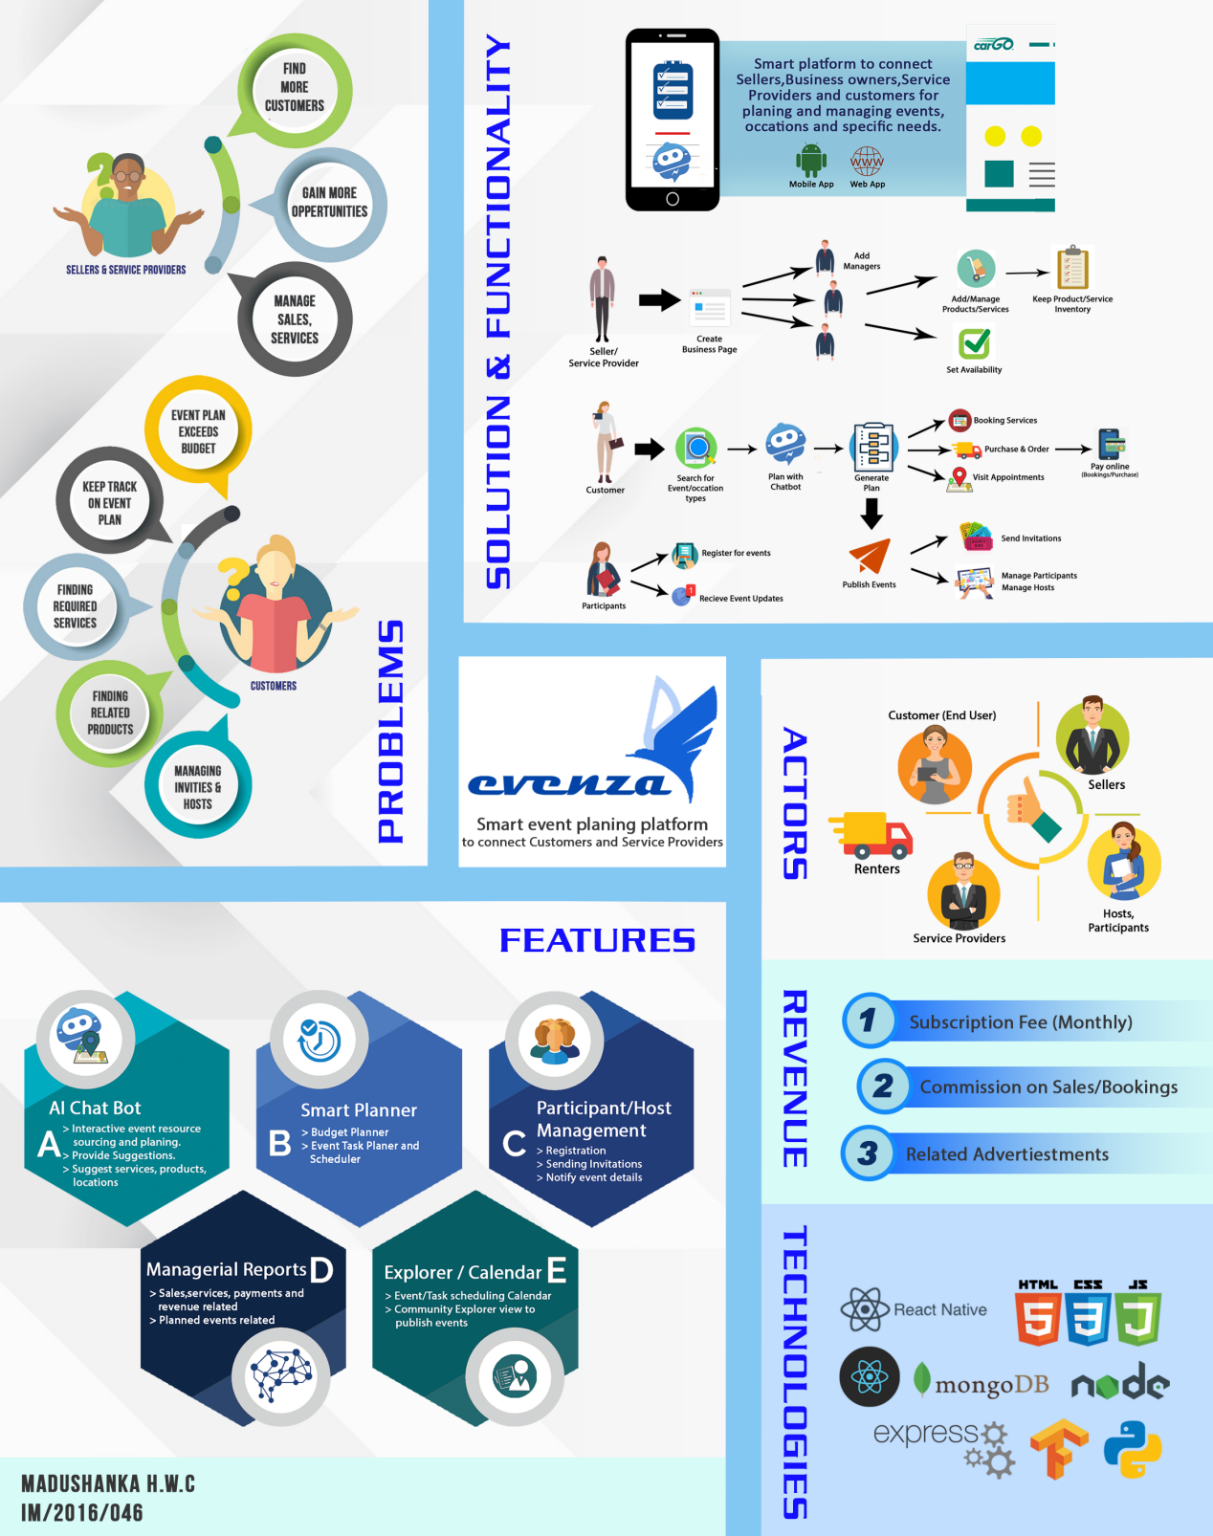 FIND
MORE
CUSTOMERS
GAIN MORE
OPPERTUNITIES
SELLERS & SERVICE PROVIDERS
MANAGE
SALES,
SERVICES
EVENT PLAN
EXCEEDS
BUDGET
KEEP TRACK
ON EVENT
PLAN
FINDING
REQUIRED
SERVICES
FINDING
RELATED
PRODUCTS
MANAGING
INVITIES &
HOSTS
CUSTOMERS
PROBLEMS
SOLUTION & FUNCTIONALITY
Smart platform to connect
Sellers,Business owners,Service
Providers and customers for
planing and managing events,
occations and specific needs.
Mobile App
WWW
Web App
carGO
Seller/
Service Provider
Create
Business Page
Add
Managers
Add/Manage
Products/Services
Keep Product/Service
Inventory
Set Availability
Customer
Search for
Event/occation
types
Plan with
Chatbot
Generate
Plan
Booking Services
Purchase & Order
Visit Appointments
Pay online
(Bookings/Purchase)
Participants
Register for events
1
Recieve Event Updates
Publish Events
Send Invitations
Manage Participants
Manage Hosts
evenza
Smart event planing platform
to connect Customers and Service Providers
ACTORS
Customer (End User)
Sellers
Renters
Service Providers
Hosts,
Participants
FEATURES
AI Chat Bot
A
> Interactive event resource
sourcing and planing.
> Provide Suggestions.
> Suggest services, products,
locations
Smart Planner
B
> Budget Planner
> Event Task Planer and
Scheduler
Participant/Host
Management
C
> Registration
> Sending Invitations
> Notify event details
Managerial Reports
D
> Sales,services, payments and
revenue related
> Planned events related
Explorer / Calendar
E
> Event/Task scheduling Calendar
> Community Explorer view to
publish events
REVENUE
1 Subscription Fee (Monthly)
2 Commission on Sales/Bookings
3 Related Advertiestments
TECHNOLOGIES
React Native
HTML CSS JS
5 3 J
mongoDB
node
express
MADUSHANKA H.W.C
IM/2016/046